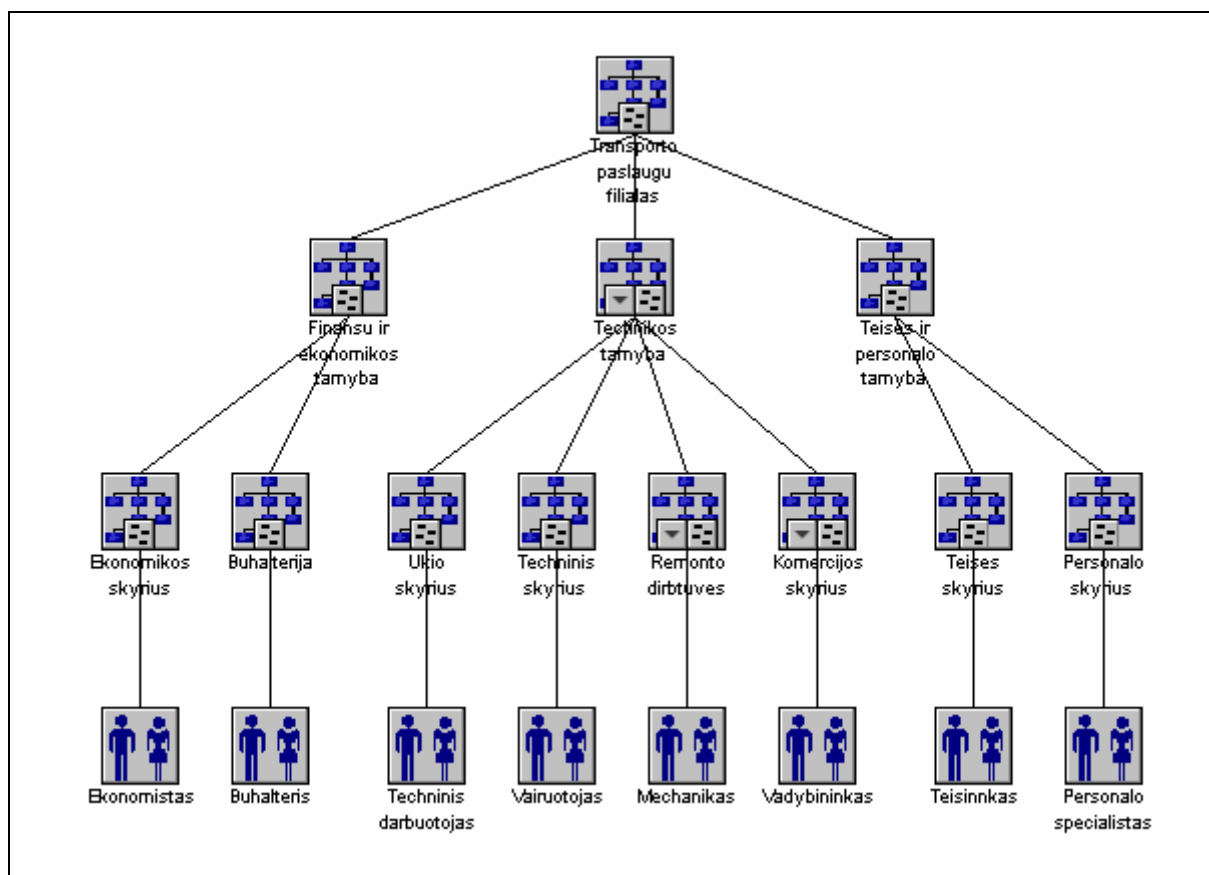 Transporto
paslaugu
filialas
Finansu ir
ekonomikos
tarnyba
Technikos
tarnyba
Teises ir
personalo
tarnyba
Ekonomikos
skyrius
Buhalterija
Ukio
skyrius
Techninis
skyrius
Remonto
dirbtuves
Komercijos
skyrius
Teises
skyrius
Personalo
skyrius
Ekonomistas
Buhalteris
Techninis
darbuotojas
Vairuotojas
Mechanikas
Vadybininkas
Teisinnkas
Personalo
specialistas